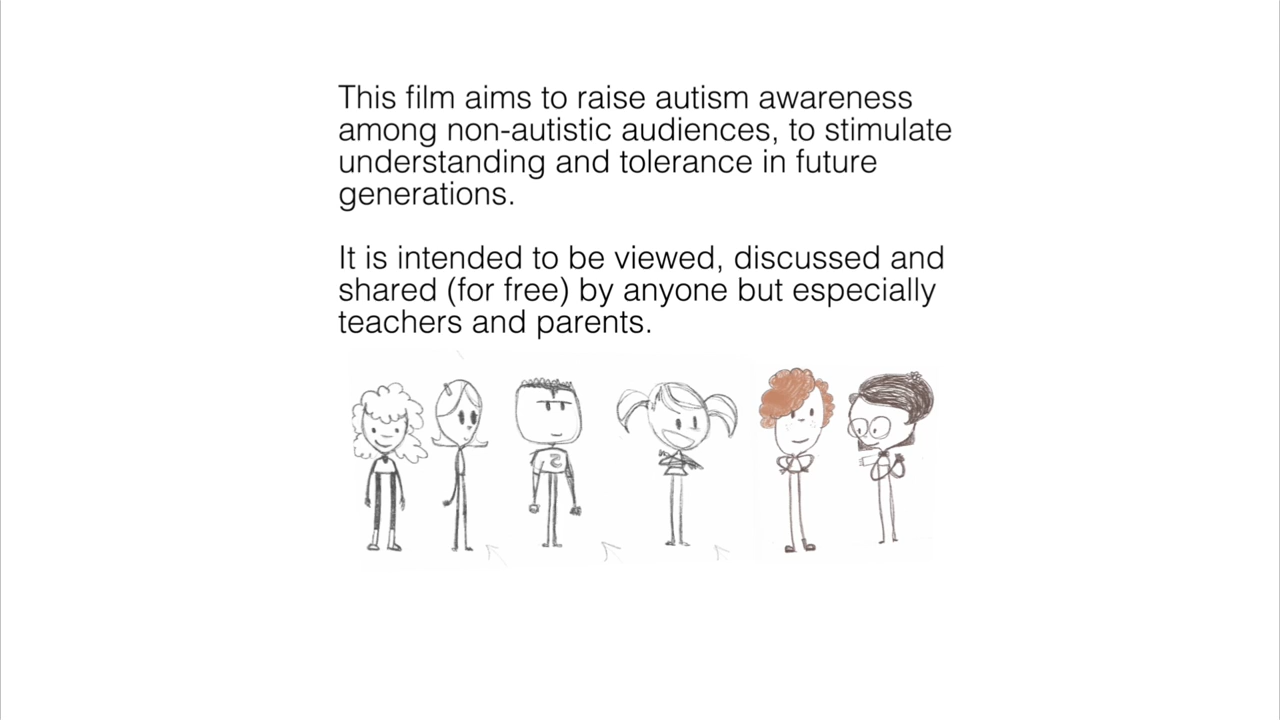 This film aims to raise autism awareness
among non-autistic audiences, to stimulate
understanding and tolerance in future
generations.
It is intended to be viewed, discussed and
shared (for free) by anyone but especially
teachers and parents.